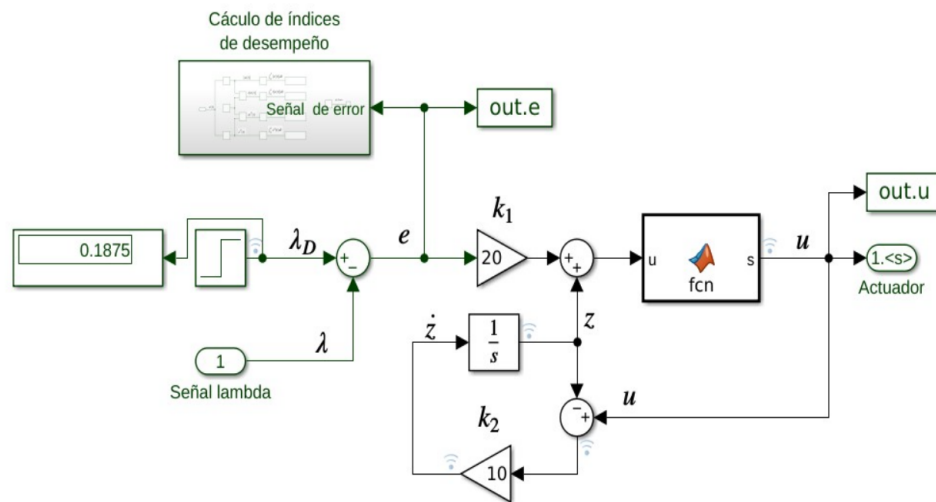 Cáculo de índices
de desempeño
Señal de error
out.e
k₁
out.u
0.1875
λ_D
+
−
e
20
+
+
u
fcn
s
u
1.<s>
Actuador
ż
1
s
z
λ
1
Señal lambda
−
+
u
k₂
10